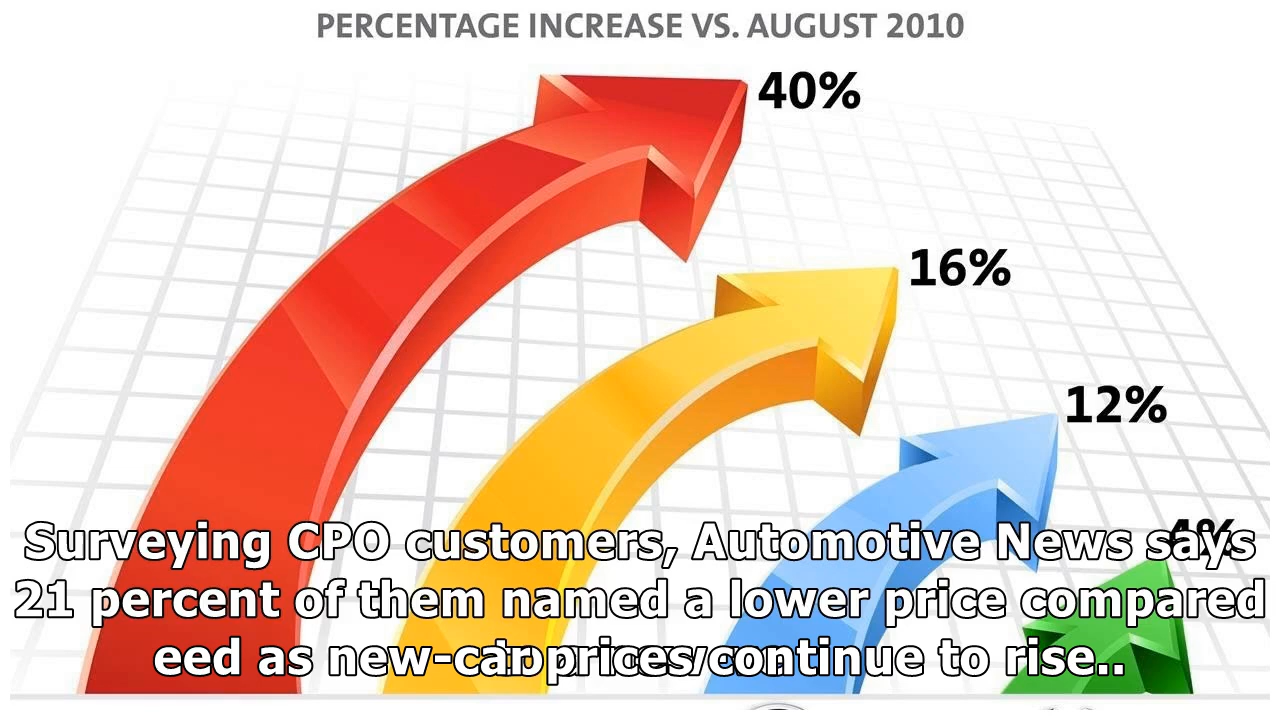 PERCENTAGE INCREASE VS. AUGUST 2010
40%
16%
12%
4%
Surveying CPO customers, Automotive News says
21 percent of them named a lower price compared
eed as new-car prices continue to rise..